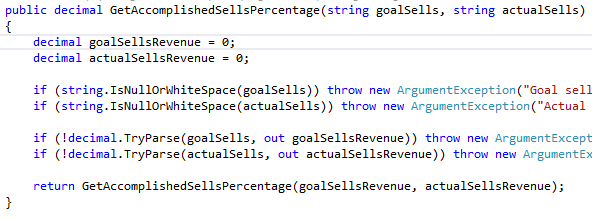 public decimal GetAccomplishedSellsPercentage(string goalSells, string actualSells)
{
decimal goalSellsRevenue = 0;
decimal actualSellsRevenue = 0;
if (string.IsNullOrWhiteSpace(goalSells)) throw new ArgumentException("Goal sell
if (string.IsNullOrWhiteSpace(actualSells)) throw new ArgumentException("Actual
if (!decimal.TryParse(goalSells, out goalSellsRevenue)) throw new ArgumentExcept
if (!decimal.TryParse(actualSells, out actualSellsRevenue)) throw new ArgumentEx
return GetAccomplishedSellsPercentage(goalSellsRevenue, actualSellsRevenue);
}